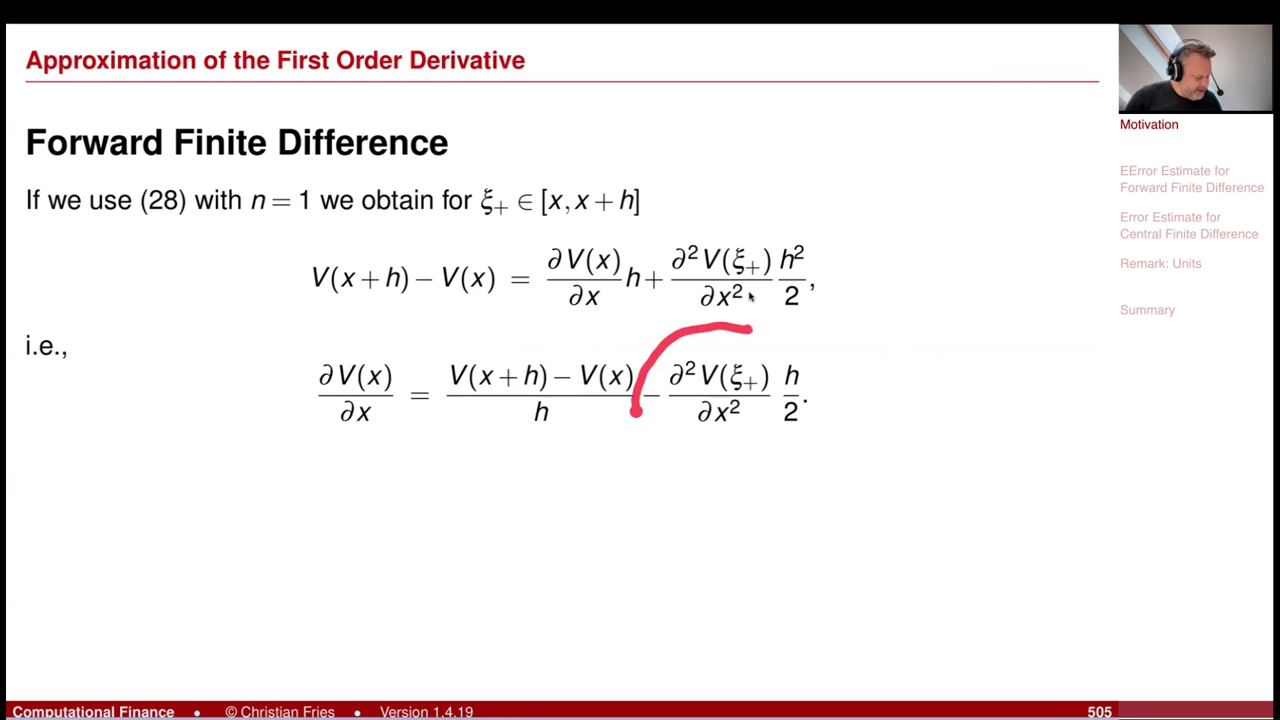 Approximation of the First Order Derivative
Forward Finite Difference
If we use (28) with n = 1 we obtain for ξ₊ ∈ [x, x + h]
V(x + h) − V(x) = ∂V(x)/∂x h + ∂²V(ξ₊)/∂x² h²/2,
i.e.,
∂V(x)/∂x = V(x + h) − V(x)/h − ∂²V(ξ₊)/∂x² h/2.
Motivation
EError Estimate for
Forward Finite Difference
Error Estimate for
Central Finite Difference
Remark: Units
Summary
Computational Finance • © Christian Fries • Version 1.4.19 505